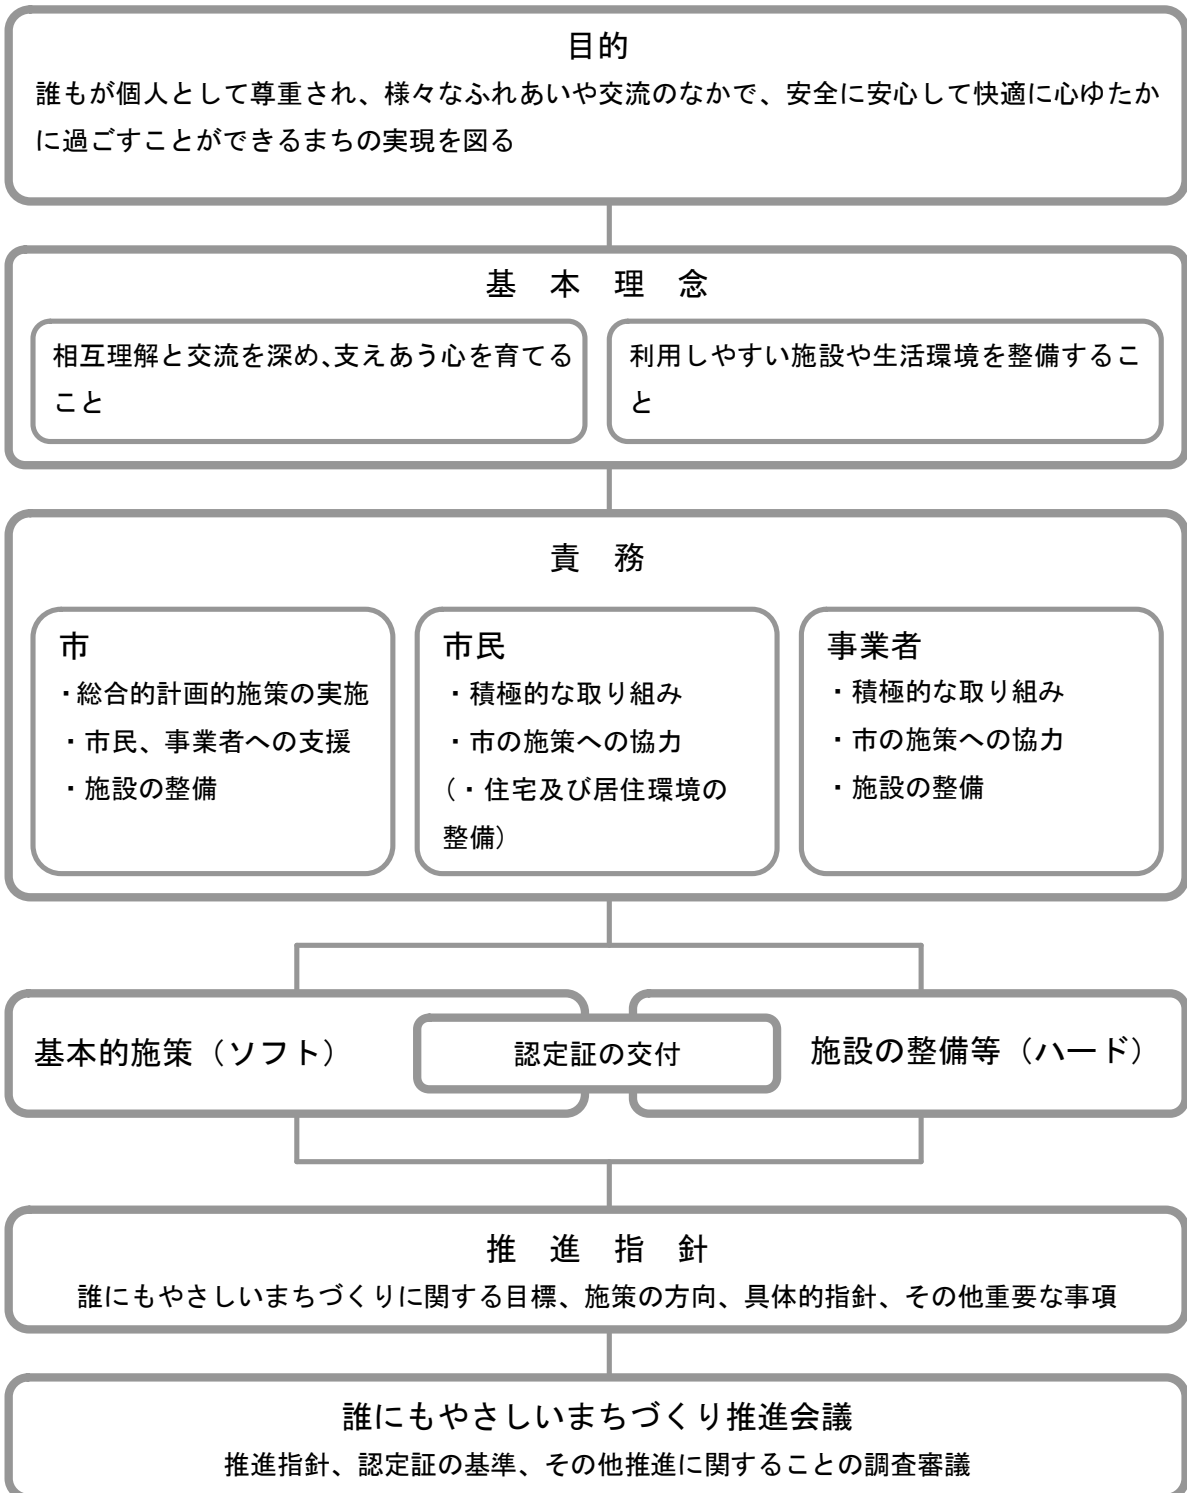 目的
誰もが個人として尊重され、様々なふれあいや交流のなかで、安全に安心して快適に心ゆたか
に過ごすことができるまちの実現を図る
基 本 理 念
相互理解と交流を深め、支えあう心を育てる
こと
利用しやすい施設や生活環境を整備するこ
と
責 務
市
・総合的計画的施策の実施
・市民、事業者への支援
・施設の整備
市民
・積極的な取り組み
・市の施策への協力
(・住宅及び居住環境の
整備)
事業者
・積極的な取り組み
・市の施策への協力
・施設の整備
基本的施策（ソフト）
認定証の交付
施設の整備等（ハード）
推 進 指 針
誰にもやさしいまちづくりに関する目標、施策の方向、具体的指針、その他重要な事項
誰にもやさしいまちづくり推進会議
推進指針、認定証の基準、その他推進に関することの調査審議